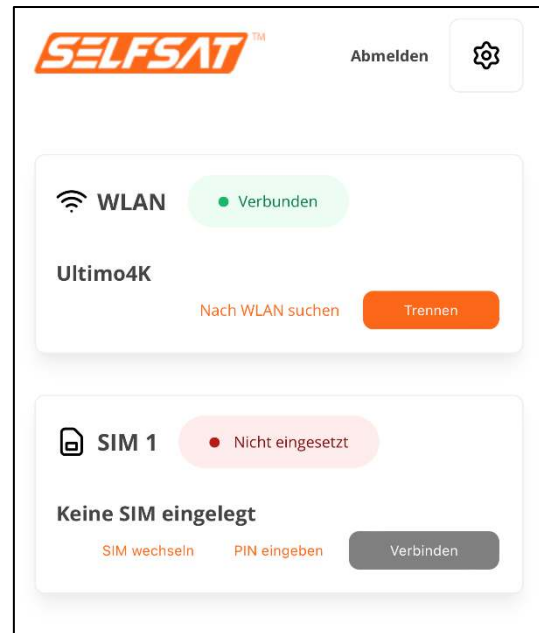 SELFSAT™
Abmelden
WLAN
Verbunden
Ultimo4K
Nach WLAN suchen
Trennen
SIM 1
Nicht eingesetzt
Keine SIM eingelegt
SIM wechseln
PIN eingeben
Verbinden